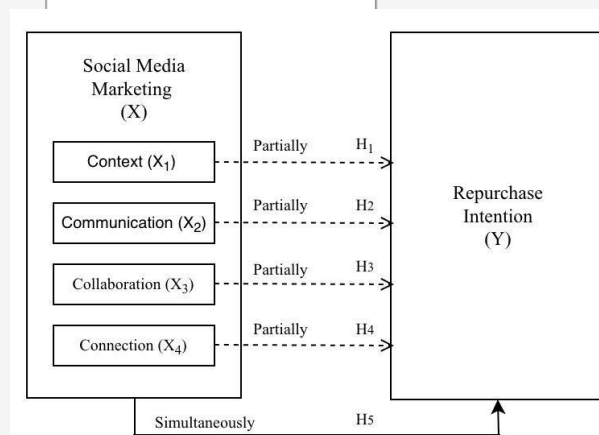 Social Media
Marketing
(X)
Context (X₁)
Communication (X₂)
Collaboration (X₃)
Connection (X₄)
Partially H₁
Partially H2
Partially H3
Partially H4
Simultaneously H5
Repurchase
Intention
(Y)